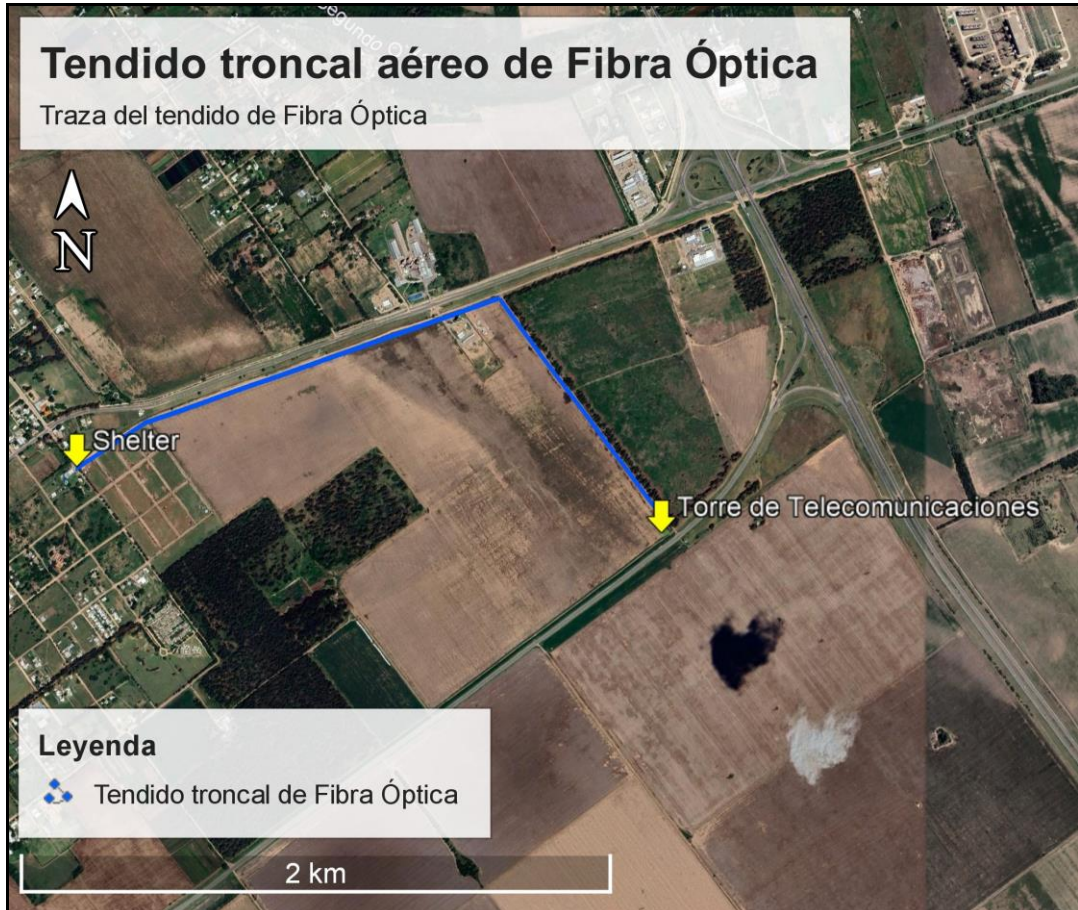 Segundo
Tendido troncal aéreo de Fibra Óptica
Traza del tendido de Fibra Óptica
N
Shelter
Torre de Telecomunicaciones
Leyenda
Tendido troncal de Fibra Óptica
2 km